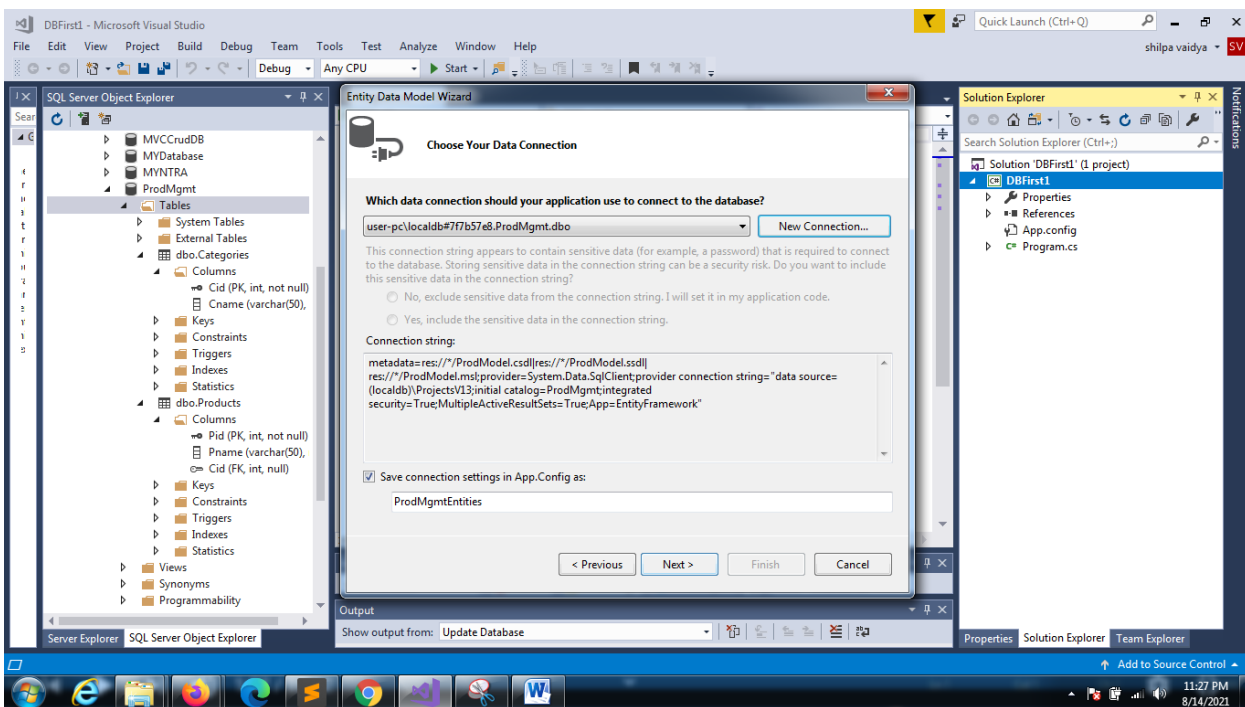 DBFirst1 - Microsoft Visual Studio
Quick Launch (Ctrl+Q)
File Edit View Project Build Debug Team Tools Test Analyze Window Help
shilpa vaidya
SV
Debug
Any CPU
Start
SQL Server Object Explorer
Sear
MVCCrudDB
MYDatabase
MYNTRA
ProdMgmt
Tables
System Tables
External Tables
dbo.Categories
Columns
Cid (PK, int, not null)
Cname (varchar(50),
Keys
Constraints
Triggers
Indexes
Statistics
dbo.Products
Columns
Pid (PK, int, not null)
Pname (varchar(50),
Cid (FK, int, null)
Keys
Constraints
Triggers
Indexes
Statistics
Views
Synonyms
Programmability
Server Explorer SQL Server Object Explorer
Entity Data Model Wizard
Choose Your Data Connection
Which data connection should your application use to connect to the database?
user-pc\localdb#7f7b57e8.ProdMgmt.dbo
New Connection...
This connection string appears to contain sensitive data (for example, a password) that is required to connect
to the database. Storing sensitive data in the connection string can be a security risk. Do you want to include
this sensitive data in the connection string?
No, exclude sensitive data from the connection string. I will set it in my application code.
Yes, include the sensitive data in the connection string.
Connection string:
metadata=res://*/ProdModel.csdl|res://*/ProdModel.ssdl|
res://*/ProdModel.msl;provider=System.Data.SqlClient;provider connection string="data source=
(localdb)\ProjectsV13;initial catalog=ProdMgmt;integrated
security=True;MultipleActiveResultSets=True;App=EntityFramework"
Save connection settings in App.Config as:
ProdMgmtEntities
< Previous
Next >
Finish
Cancel
Output
Show output from: Update Database
Solution Explorer
Search Solution Explorer (Ctrl+;)
Solution 'DBFirst1' (1 project)
DBFirst1
Properties
References
App.config
Program.cs
Properties Solution Explorer Team Explorer
Notifications
Add to Source Control
11:27 PM
8/14/2021